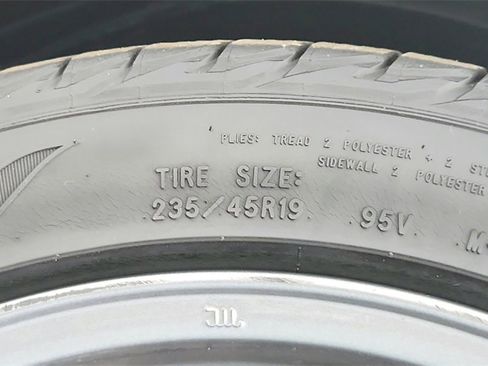 PLIES: TREAD 2 POLYESTER + 2
SIDEWALL 2 POLYESTER
TIRE SIZE:
235/45R19 95V